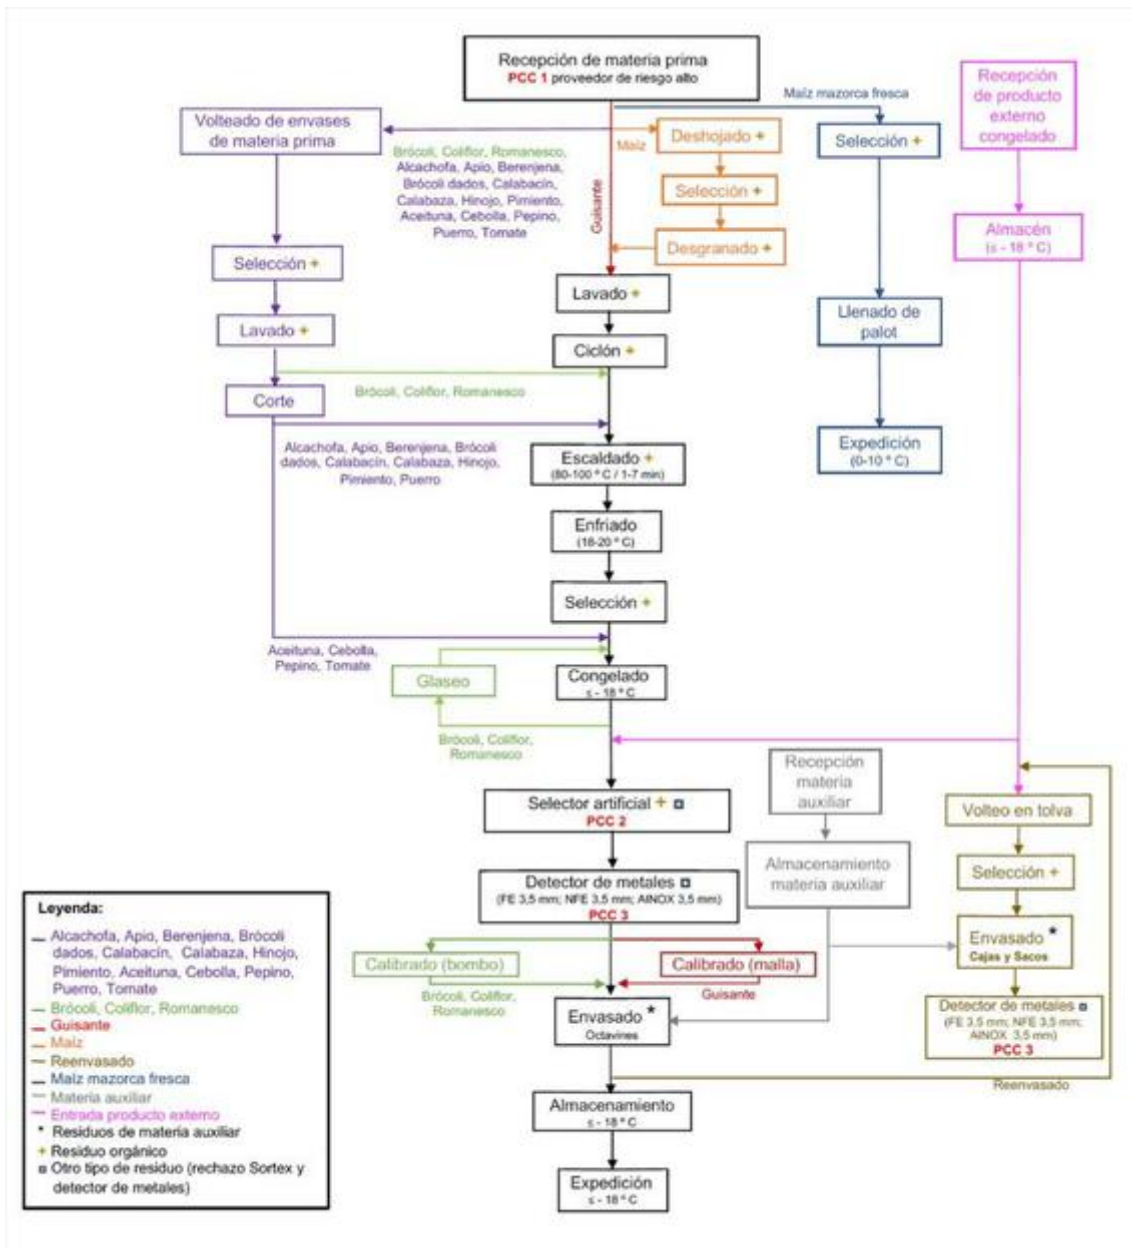 Recepción de materia prima
PCC 1 proveedor de riesgo alto
Recepción
de producto
externo
congelado
Maíz mazorca fresca
Volteado de envases
de materia prima
Brócoli, Coliflor, Romanesco,
Alcachofa, Apio, Berenjena,
Brócoli dados, Calabacín,
Calabaza, Hinojo, Pimiento,
Aceituna, Cebolla, Pepino,
Puerro, Tomate
Maíz
Deshojado +
Selección +
Guisante
Selección +
Almacén
(≤ - 18 º C)
Desgranado +
Selección +
Lavado +
Llenado de
palot
Lavado +
Ciclón +
Brócoli, Coliflor, Romanesco
Corte
Alcachofa, Apio, Berenjena, Brócoli
dados, Calabacín, Calabaza, Hinojo,
Pimiento, Puerro
Escaldado +
(80-100 º C / 1-7 min)
Expedición
(0-10 º C)
Enfriado
(18-20 º C)
Selección +
Aceituna, Cebolla,
Pepino, Tomate
Glaseo
Congelado
≤ - 18 º C
Brócoli, Coliflor,
Romanesco
Recepción
materia
auxiliar
Selector artificial +
PCC 2
Volteo en tolva
Almacenamiento
materia auxiliar
Selección +
Detector de metales
(FE 3,5 mm; NFE 3,5 mm; AINOX 3,5 mm)
PCC 3
Envasado *
Cajas y Sacos
Calibrado (bombo)
Calibrado (malla)
Brócoli, Coliflor,
Romanesco
Guisante
Envasado *
Octavines
Detector de metales
(FE 3,5 mm; NFE 3,5 mm;
AINOX 3,5 mm)
PCC 3
Reenvasado
Almacenamiento
≤ - 18 º C
Expedición
≤ - 18 º C
Leyenda:
Alcachofa, Apio, Berenjena, Brócoli
dados, Calabacín, Calabaza, Hinojo,
Pimiento, Aceituna, Cebolla, Pepino,
Puerro, Tomate
Brócoli, Coliflor, Romanesco
Guisante
Maíz
Reenvasado
Maíz mazorca fresca
Materia auxiliar
Entrada producto externo
* Residuos de materia auxiliar
+ Residuo orgánico
Otro tipo de residuo (rechazo Sortex y
detector de metales)